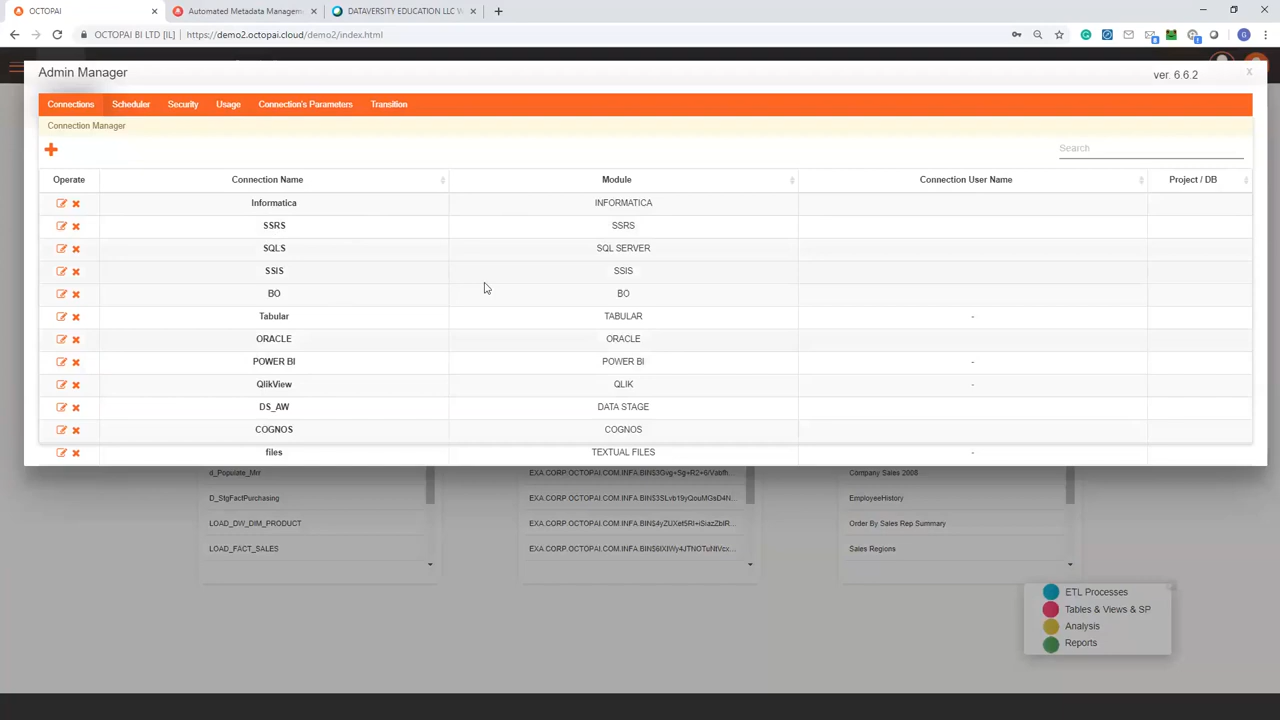 OCTOPAI
Automated Metadata Managem
DATAVERSITY EDUCATION LLC W
OCTOPAI BI LTD [IL] https://demo2.octopai.cloud/demo2/index.html
Admin Manager
ver. 6.6.2
X
Connections Scheduler Security Usage Connection's Parameters Transition
Connection Manager
Search
Operate Connection Name Module Connection User Name Project / DB
Informatica INFORMATICA
SSRS SSRS
SQLS SQL SERVER
SSIS SSIS
BO BO
Tabular TABULAR -
ORACLE ORACLE
POWER BI POWER BI -
QlikView QLIK -
DS_AW DATA STAGE
COGNOS COGNOS
files TEXTUAL FILES -
d_Populate_Mrr Company Sales 2008
D_StgFactPurchasing EmployeeHistory
LOAD_DW_DIM_PRODUCT Order By Sales Rep Summary
LOAD_FACT_SALES Sales Regions
ETL Processes
Tables & Views & SP
Analysis
Reports